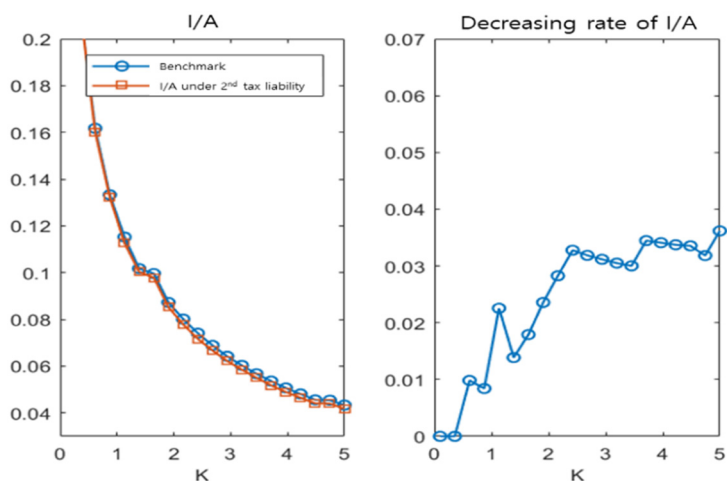 I/A
0.2
0.18
0.16
0.14
0.12
0.1
0.08
0.06
0.04
0 1 2 3 4 5
K
Benchmark
I/A under 2nd tax liability
Decreasing rate of I/A
0.07
0.06
0.05
0.04
0.03
0.02
0.01
0
0 1 2 3 4 5
K